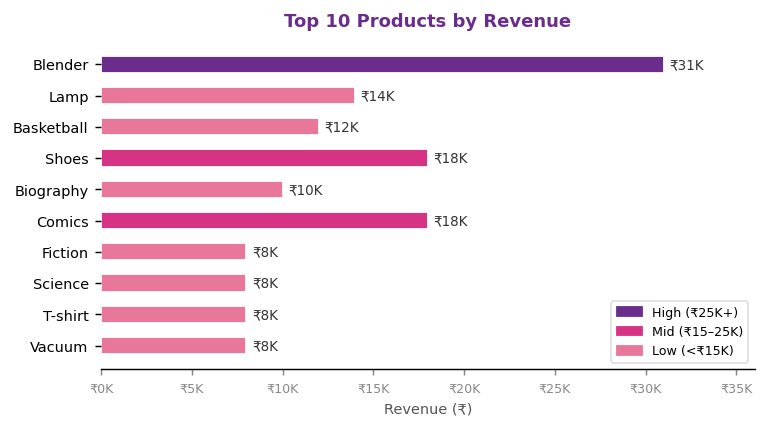 Top 10 Products by Revenue
Blender ₹31K
Lamp ₹14K
Basketball ₹12K
Shoes ₹18K
Biography ₹10K
Comics ₹18K
Fiction ₹8K
Science ₹8K
T-shirt ₹8K
Vacuum ₹8K
High (₹25K+)
Mid (₹15–25K)
Low (<₹15K)
₹0K ₹5K ₹10K ₹15K ₹20K ₹25K ₹30K ₹35K
Revenue (₹)